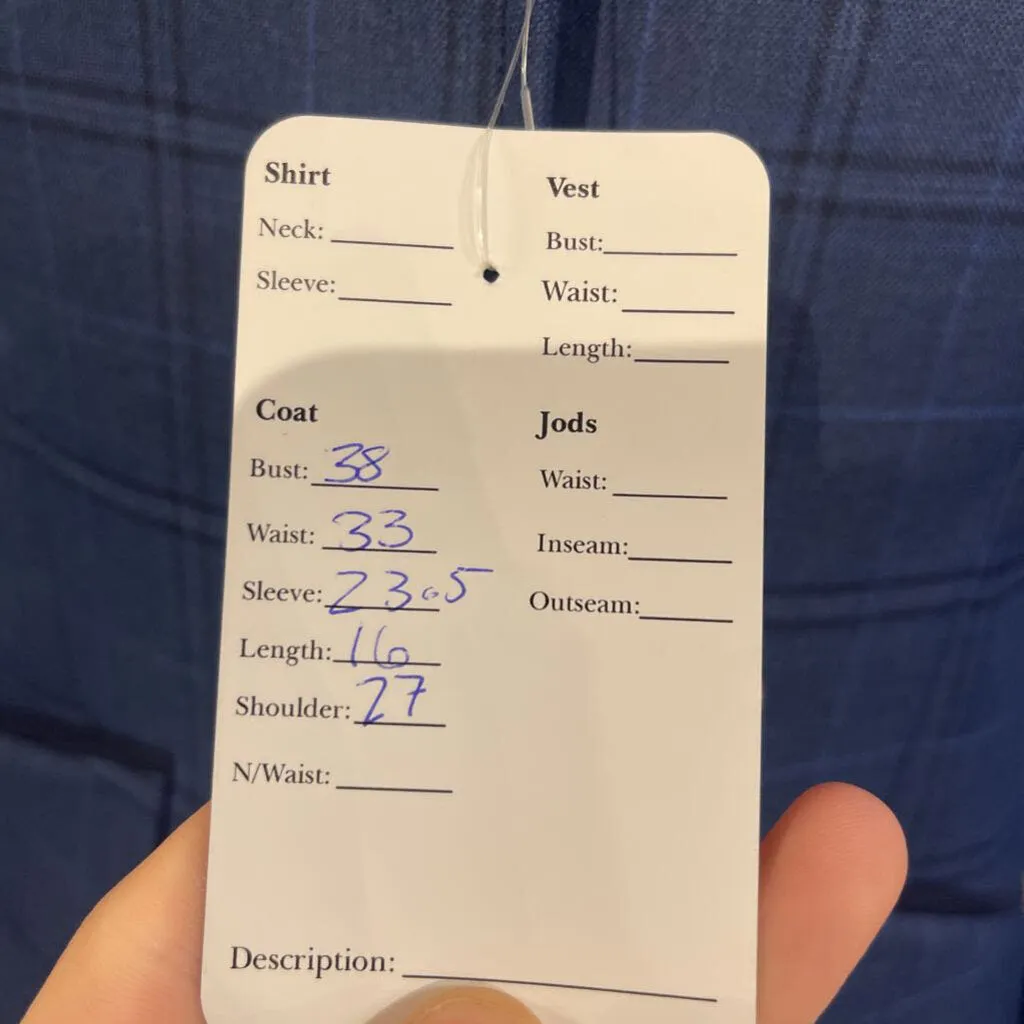 Shirt
Neck:
Sleeve:
Vest
Bust:
Waist:
Length:
Coat
Bust: 38
Waist: 33
Sleeve: 23.5
Length: 16
Shoulder: 27
N/Waist:
Jods
Waist:
Inseam:
Outseam:
Description: